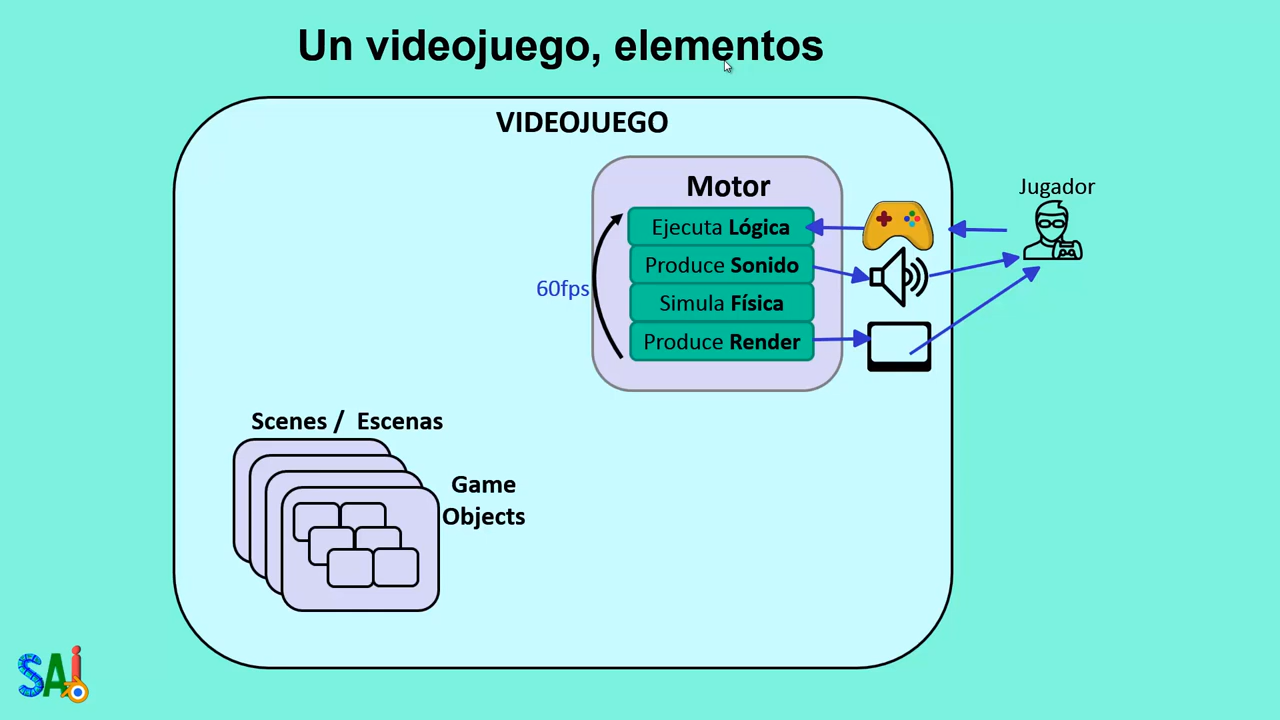 Un videojuego, elementos
VIDEOJUEGO
Motor
Jugador
Ejecuta Lógica
Produce Sonido
60fps
Simula Física
Produce Render
Scenes / Escenas
Game
Objects
SAi